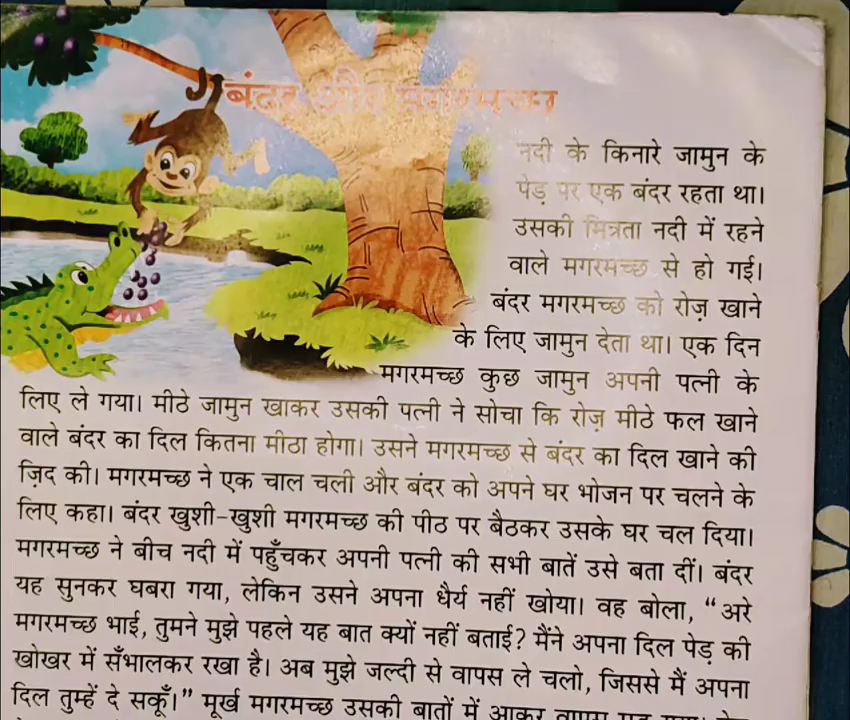 बंदर और मगरमच्छ
नदी के किनारे जामुन के
पेड़ पर एक बंदर रहता था।
उसकी मित्रता नदी में रहने
वाले मगरमच्छ से हो गई।
बंदर मगरमच्छ को रोज़ खाने
के लिए जामुन देता था। एक दिन
मगरमच्छ कुछ जामुन अपनी पत्नी के
लिए ले गया। मीठे जामुन खाकर उसकी पत्नी ने सोचा कि रोज़ मीठे फल खाने
वाले बंदर का दिल कितना मीठा होगा। उसने मगरमच्छ से बंदर का दिल खाने की
ज़िद की। मगरमच्छ ने एक चाल चली और बंदर को अपने घर भोजन पर चलने के
लिए कहा। बंदर खुशी-खुशी मगरमच्छ की पीठ पर बैठकर उसके घर चल दिया।
मगरमच्छ ने बीच नदी में पहुँचकर अपनी पत्नी की सभी बातें उसे बता दीं। बंदर
यह सुनकर घबरा गया, लेकिन उसने अपना धैर्य नहीं खोया। वह बोला, “अरे
मगरमच्छ भाई, तुमने मुझे पहले यह बात क्यों नहीं बताई? मैंने अपना दिल पेड़ की
खोखर में सँभालकर रखा है। अब मुझे जल्दी से वापस ले चलो, जिससे मैं अपना
दिल तुम्हें दे सकूँ।” मूर्ख मगरमच्छ उसकी बातों में आकर वापस